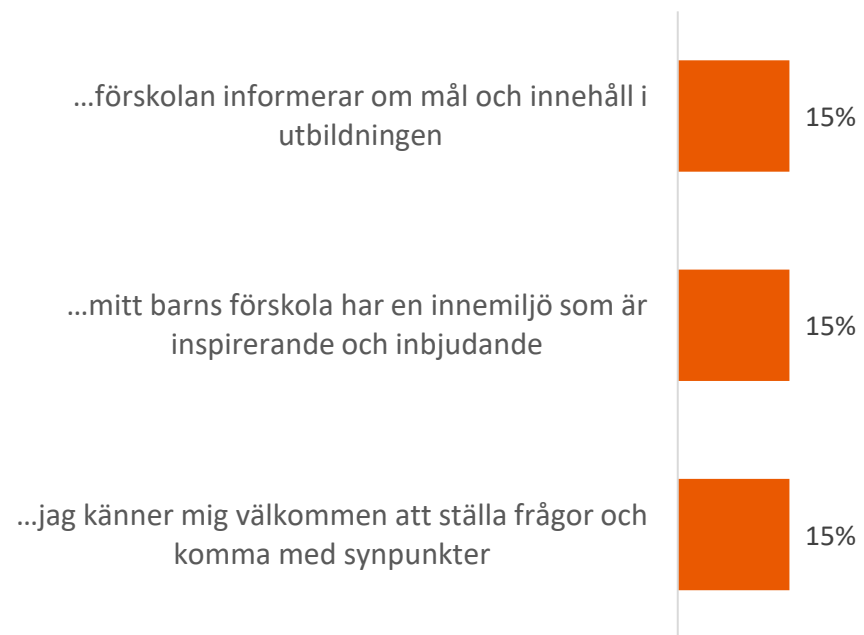 …förskolan informerar om mål och innehåll i
utbildningen
15%
…mitt barns förskola har en innemiljö som är
inspirerande och inbjudande
15%
…jag känner mig välkommen att ställa frågor och
komma med synpunkter
15%